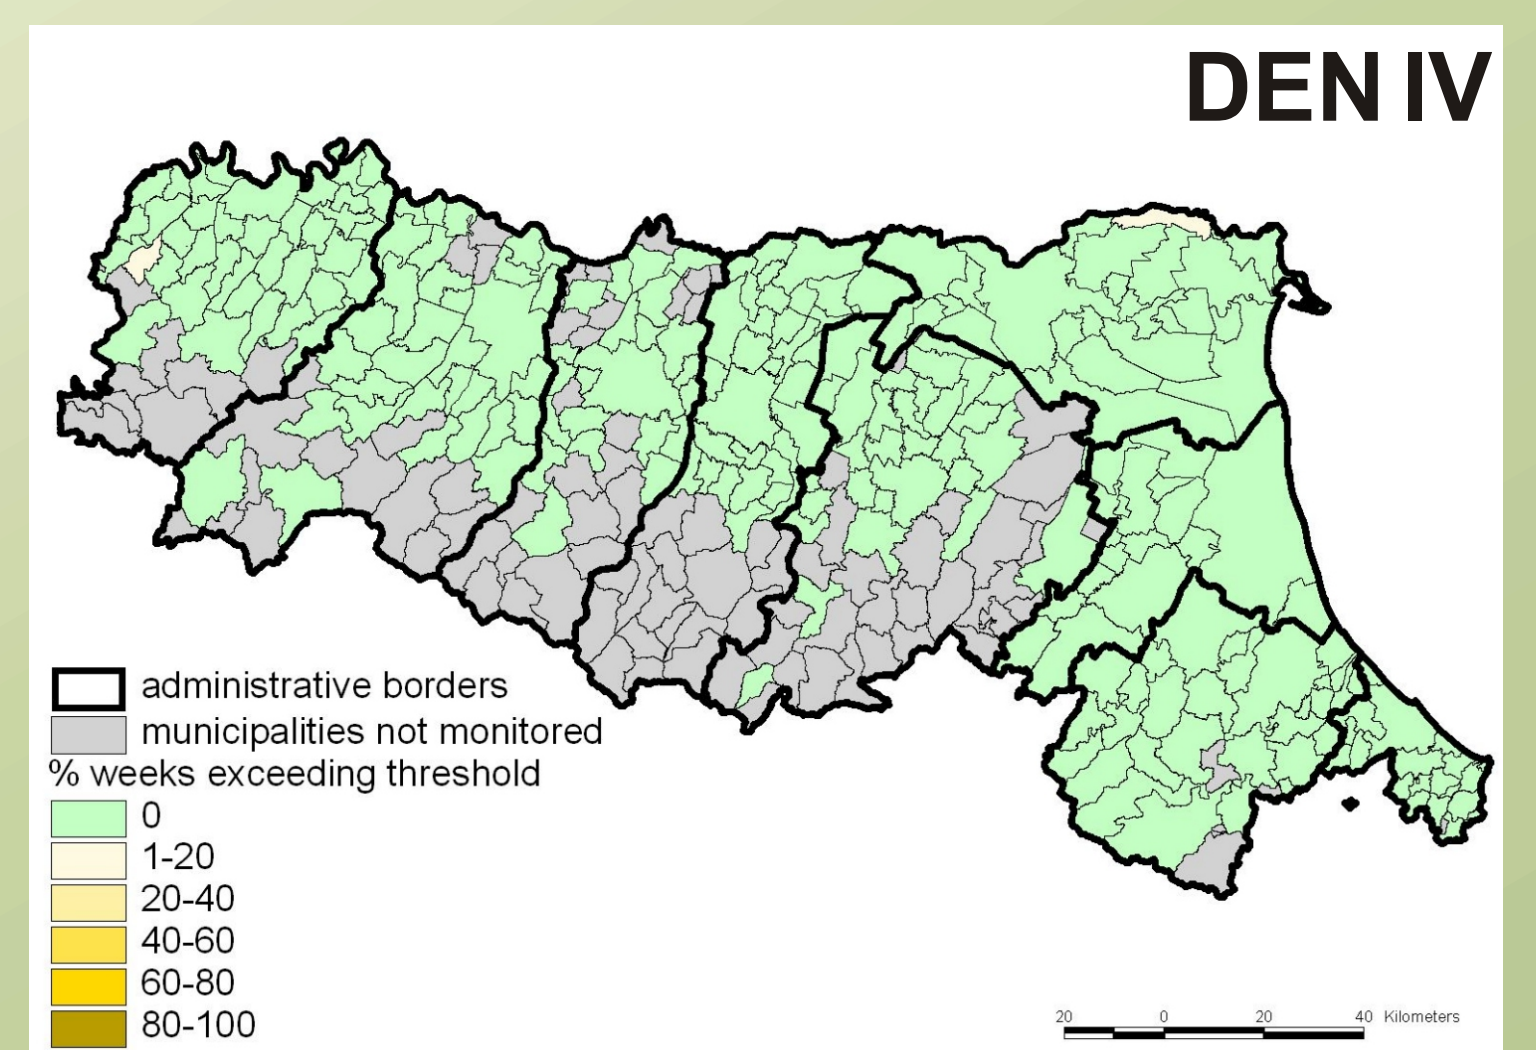 DEN IV
administrative borders
municipalities not monitored
% weeks exceeding threshold
0
1-20
20-40
40-60
60-80
80-100
20 0 20 40 Kilometers